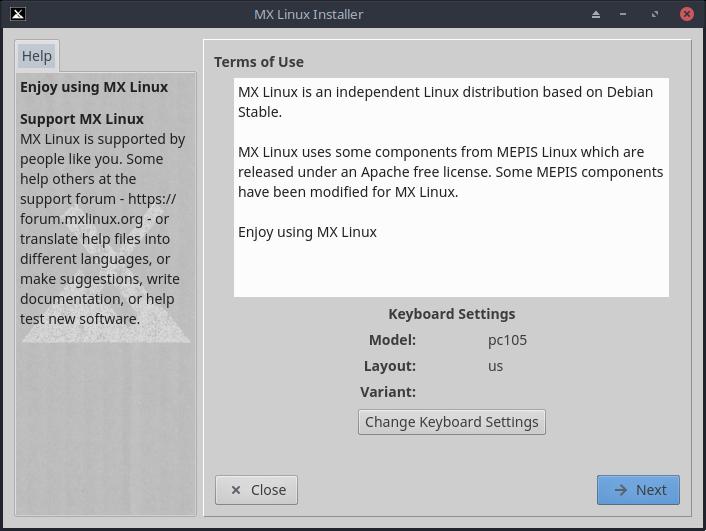 MX Linux Installer
Help
Enjoy using MX Linux
Support MX Linux
MX Linux is supported by
people like you. Some
help others at the
support forum - https://
forum.mxlinux.org - or
translate help files into
different languages, or
make suggestions, write
documentation, or help
test new software.
Terms of Use
MX Linux is an independent Linux distribution based on Debian
Stable.
MX Linux uses some components from MEPIS Linux which are
released under an Apache free license. Some MEPIS components
have been modified for MX Linux.
Enjoy using MX Linux
Keyboard Settings
Model: pc105
Layout: us
Variant:
Change Keyboard Settings
Close
Next